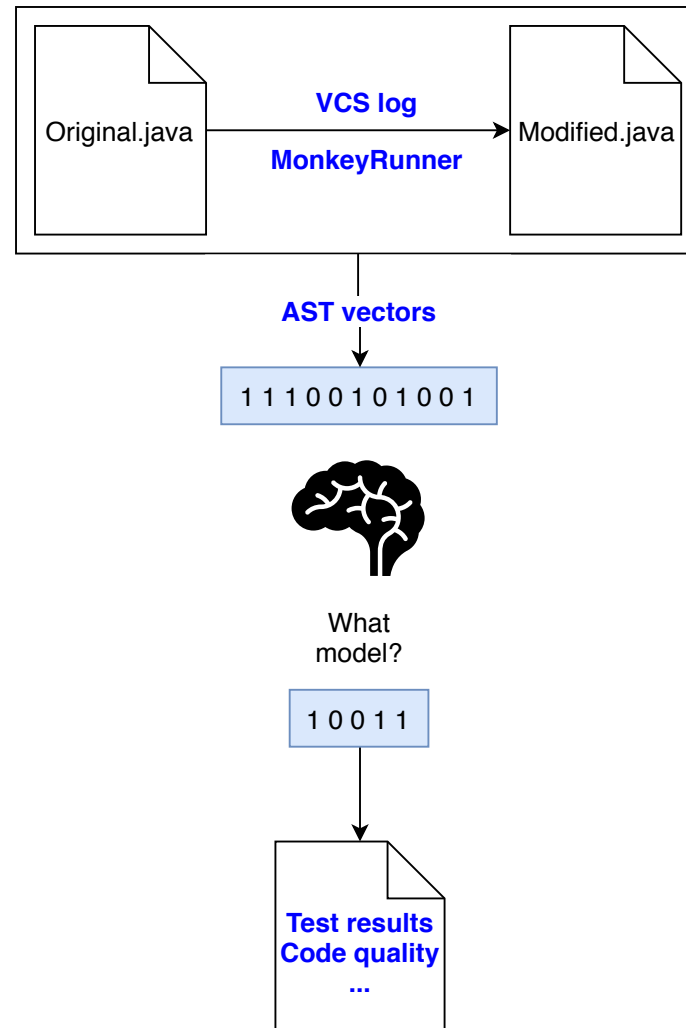 VCS log
Original.java
Modified.java
MonkeyRunner
AST vectors
1 1 1 0 0 1 0 1 0 0 1
What
model?
1 0 0 1 1
Test results
Code quality
...